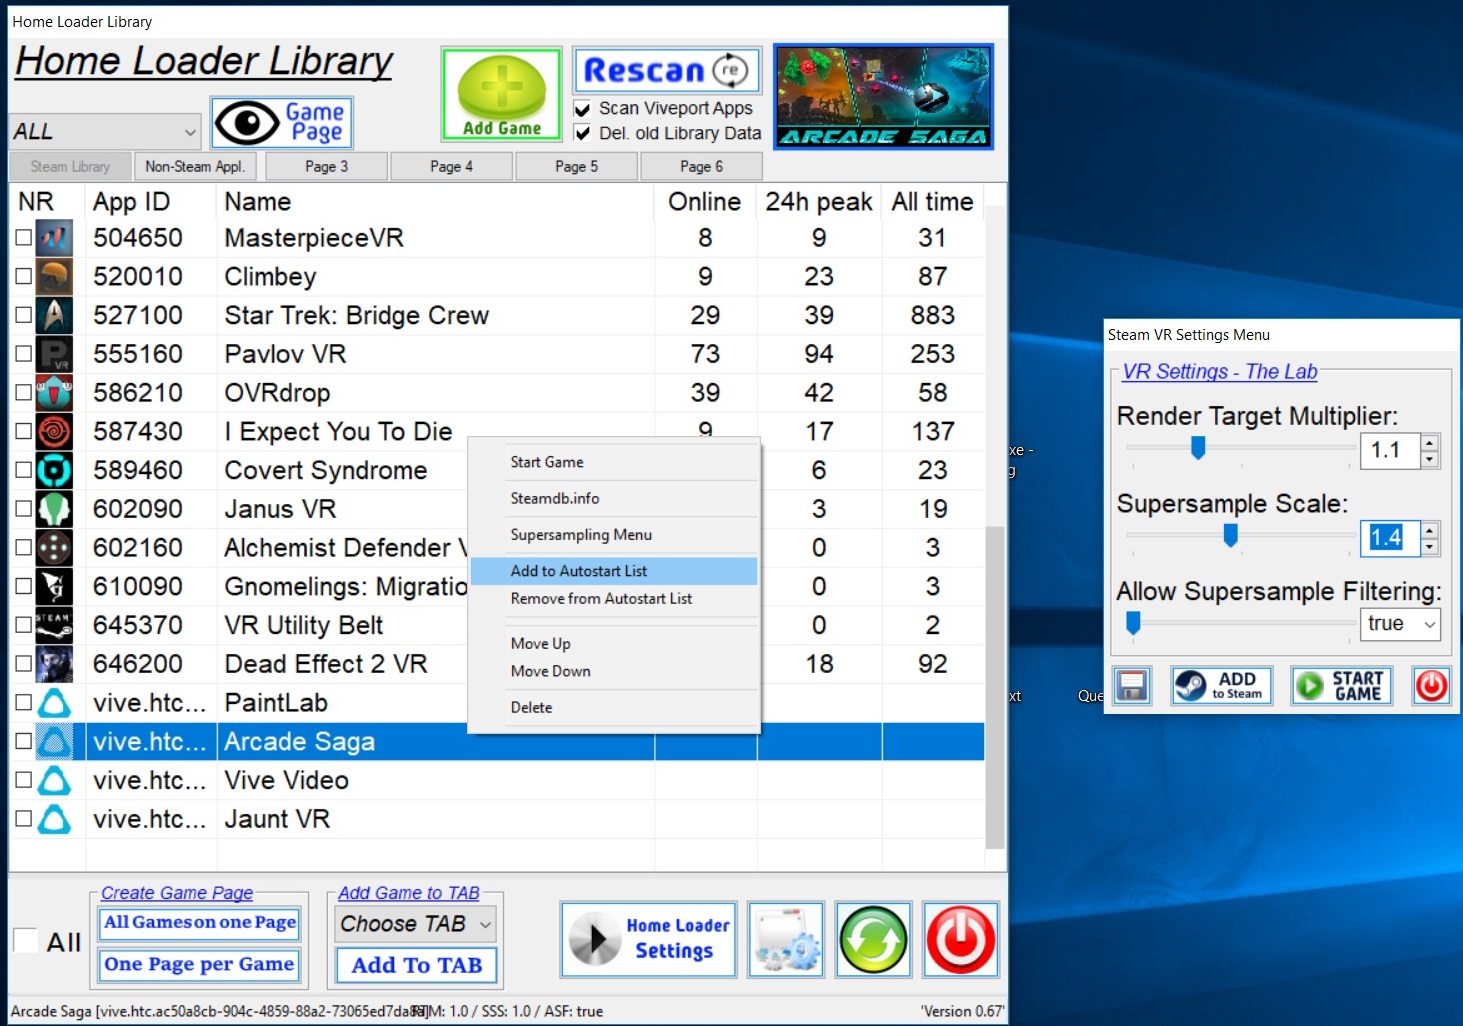 Home Loader Library
Home Loader Library
Add Game
Rescan re
Scan Viveport Apps
Del. old Library Data
ARCADE SAGA
ALL
Game Page
Steam Library Non-Steam Appl. Page 3 Page 4 Page 5 Page 6
NR App ID Name Online 24h peak All time
504650 MasterpieceVR 8 9 31
520010 Climbey 9 23 87
527100 Star Trek: Bridge Crew 29 39 883
PVR 555160 Pavlov VR 73 94 253
586210 OVRdrop 39 42 58
587430 I Expect You To Die 9 17 137
589460 Covert Syndrome 6 23
602090 Janus VR 3 19
602160 Alchemist Defender V 0 3
610090 Gnomelings: Migratio 0 3
STEAM 645370 VR Utility Belt 0 2
646200 Dead Effect 2 VR 18 92
vive.htc... PaintLab
vive.htc... Arcade Saga
vive.htc... Vive Video
vive.htc... Jaunt VR
Start Game
Steamdb.info
Supersampling Menu
Add to Autostart List
Remove from Autostart List
Move Up
Move Down
Delete
All
Create Game Page
All Games on one Page
One Page per Game
Add Game to TAB
Choose TAB
Add To TAB
Home Loader Settings
Arcade Saga [vive.htc.ac50a8cb-904c-4859-88a2-73065ed7da RTM: 1.0 / SSS: 1.0 / ASF: true 'Version 0.67'
xe -
g
xt
Que
Steam VR Settings Menu
VR Settings - The Lab
Render Target Multiplier:
1.1
Supersample Scale:
1.4
Allow Supersample Filtering:
true
ADD to Steam
START GAME